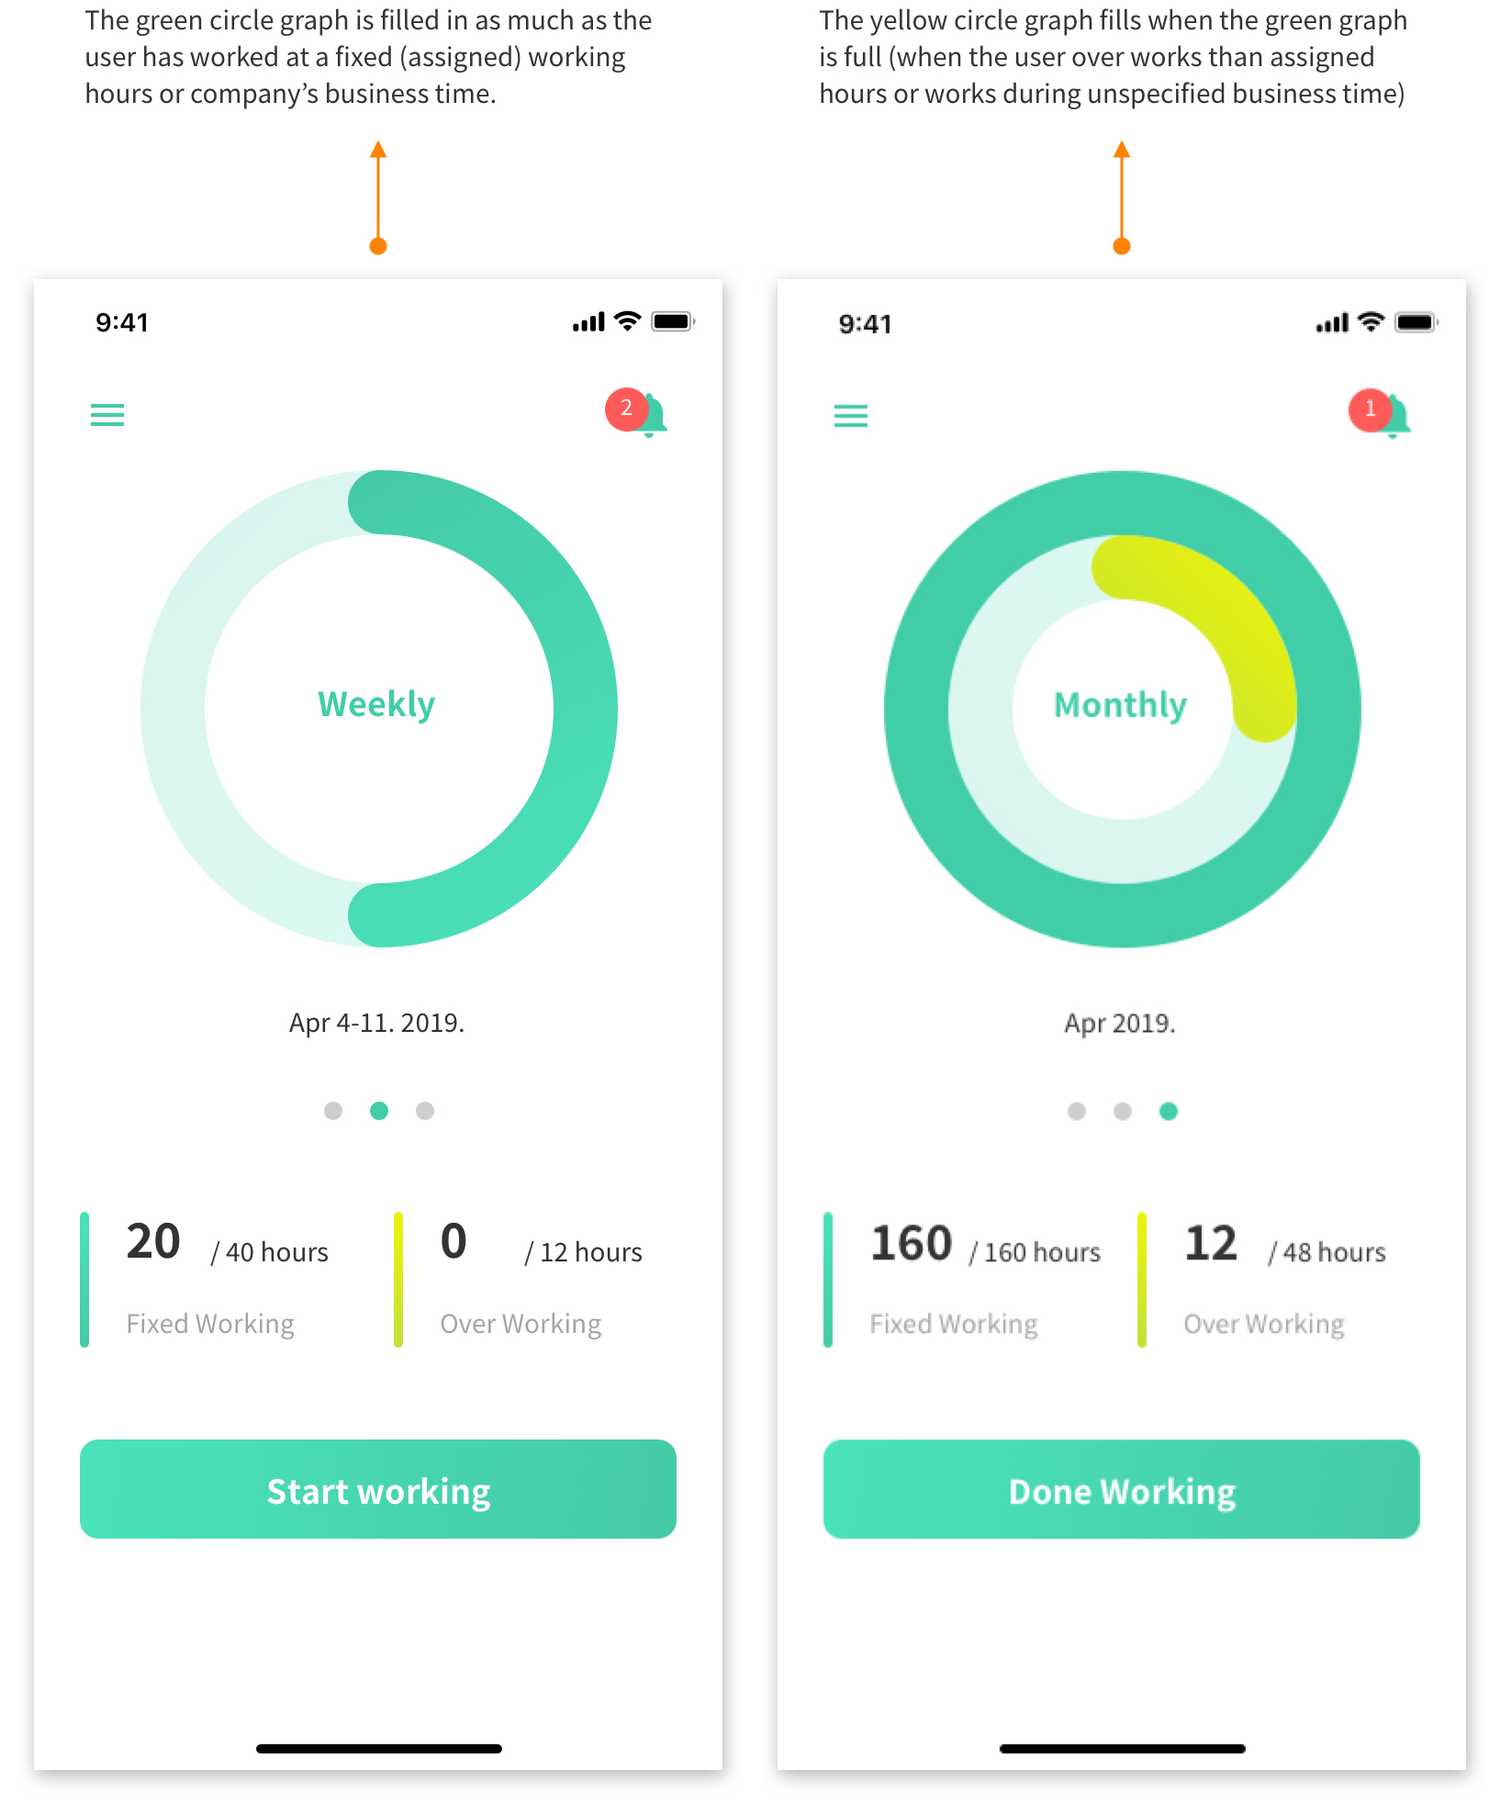 The green circle graph is filled in as much as the
user has worked at a fixed (assigned) working
hours or company’s business time.
The yellow circle graph fills when the green graph
is full (when the user over works than assigned
hours or works during unspecified business time)
9:41
2
Weekly
Apr 4-11. 2019.
20 / 40 hours
Fixed Working
0 / 12 hours
Over Working
Start working
9:41
1
Monthly
Apr 2019.
160 / 160 hours
Fixed Working
12 / 48 hours
Over Working
Done Working